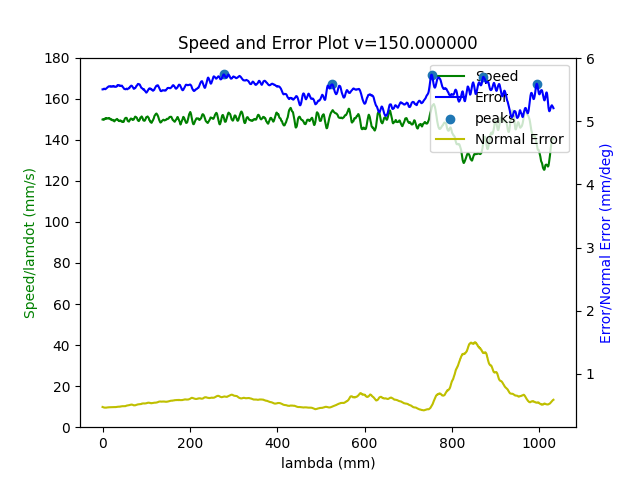 Speed and Error Plot v=150.000000
180
160
140
120
100
80
60
40
20
0
Speed/lamdot (mm/s)
Speed
Error
peaks
Normal Error
6
5
4
3
2
1
Error/Normal Error (mm/deg)
0
200
400
600
800
1000
lambda (mm)